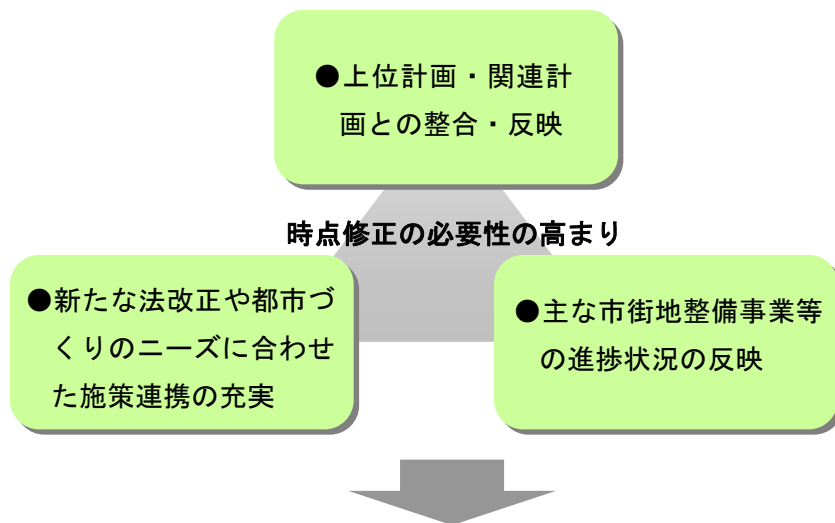 ●上位計画・関連計
画との整合・反映
時点修正の必要性の高まり
●新たな法改正や都市づ
くりのニーズに合わせ
た施策連携の充実
●主な市街地整備事業等
の進捗状況の反映